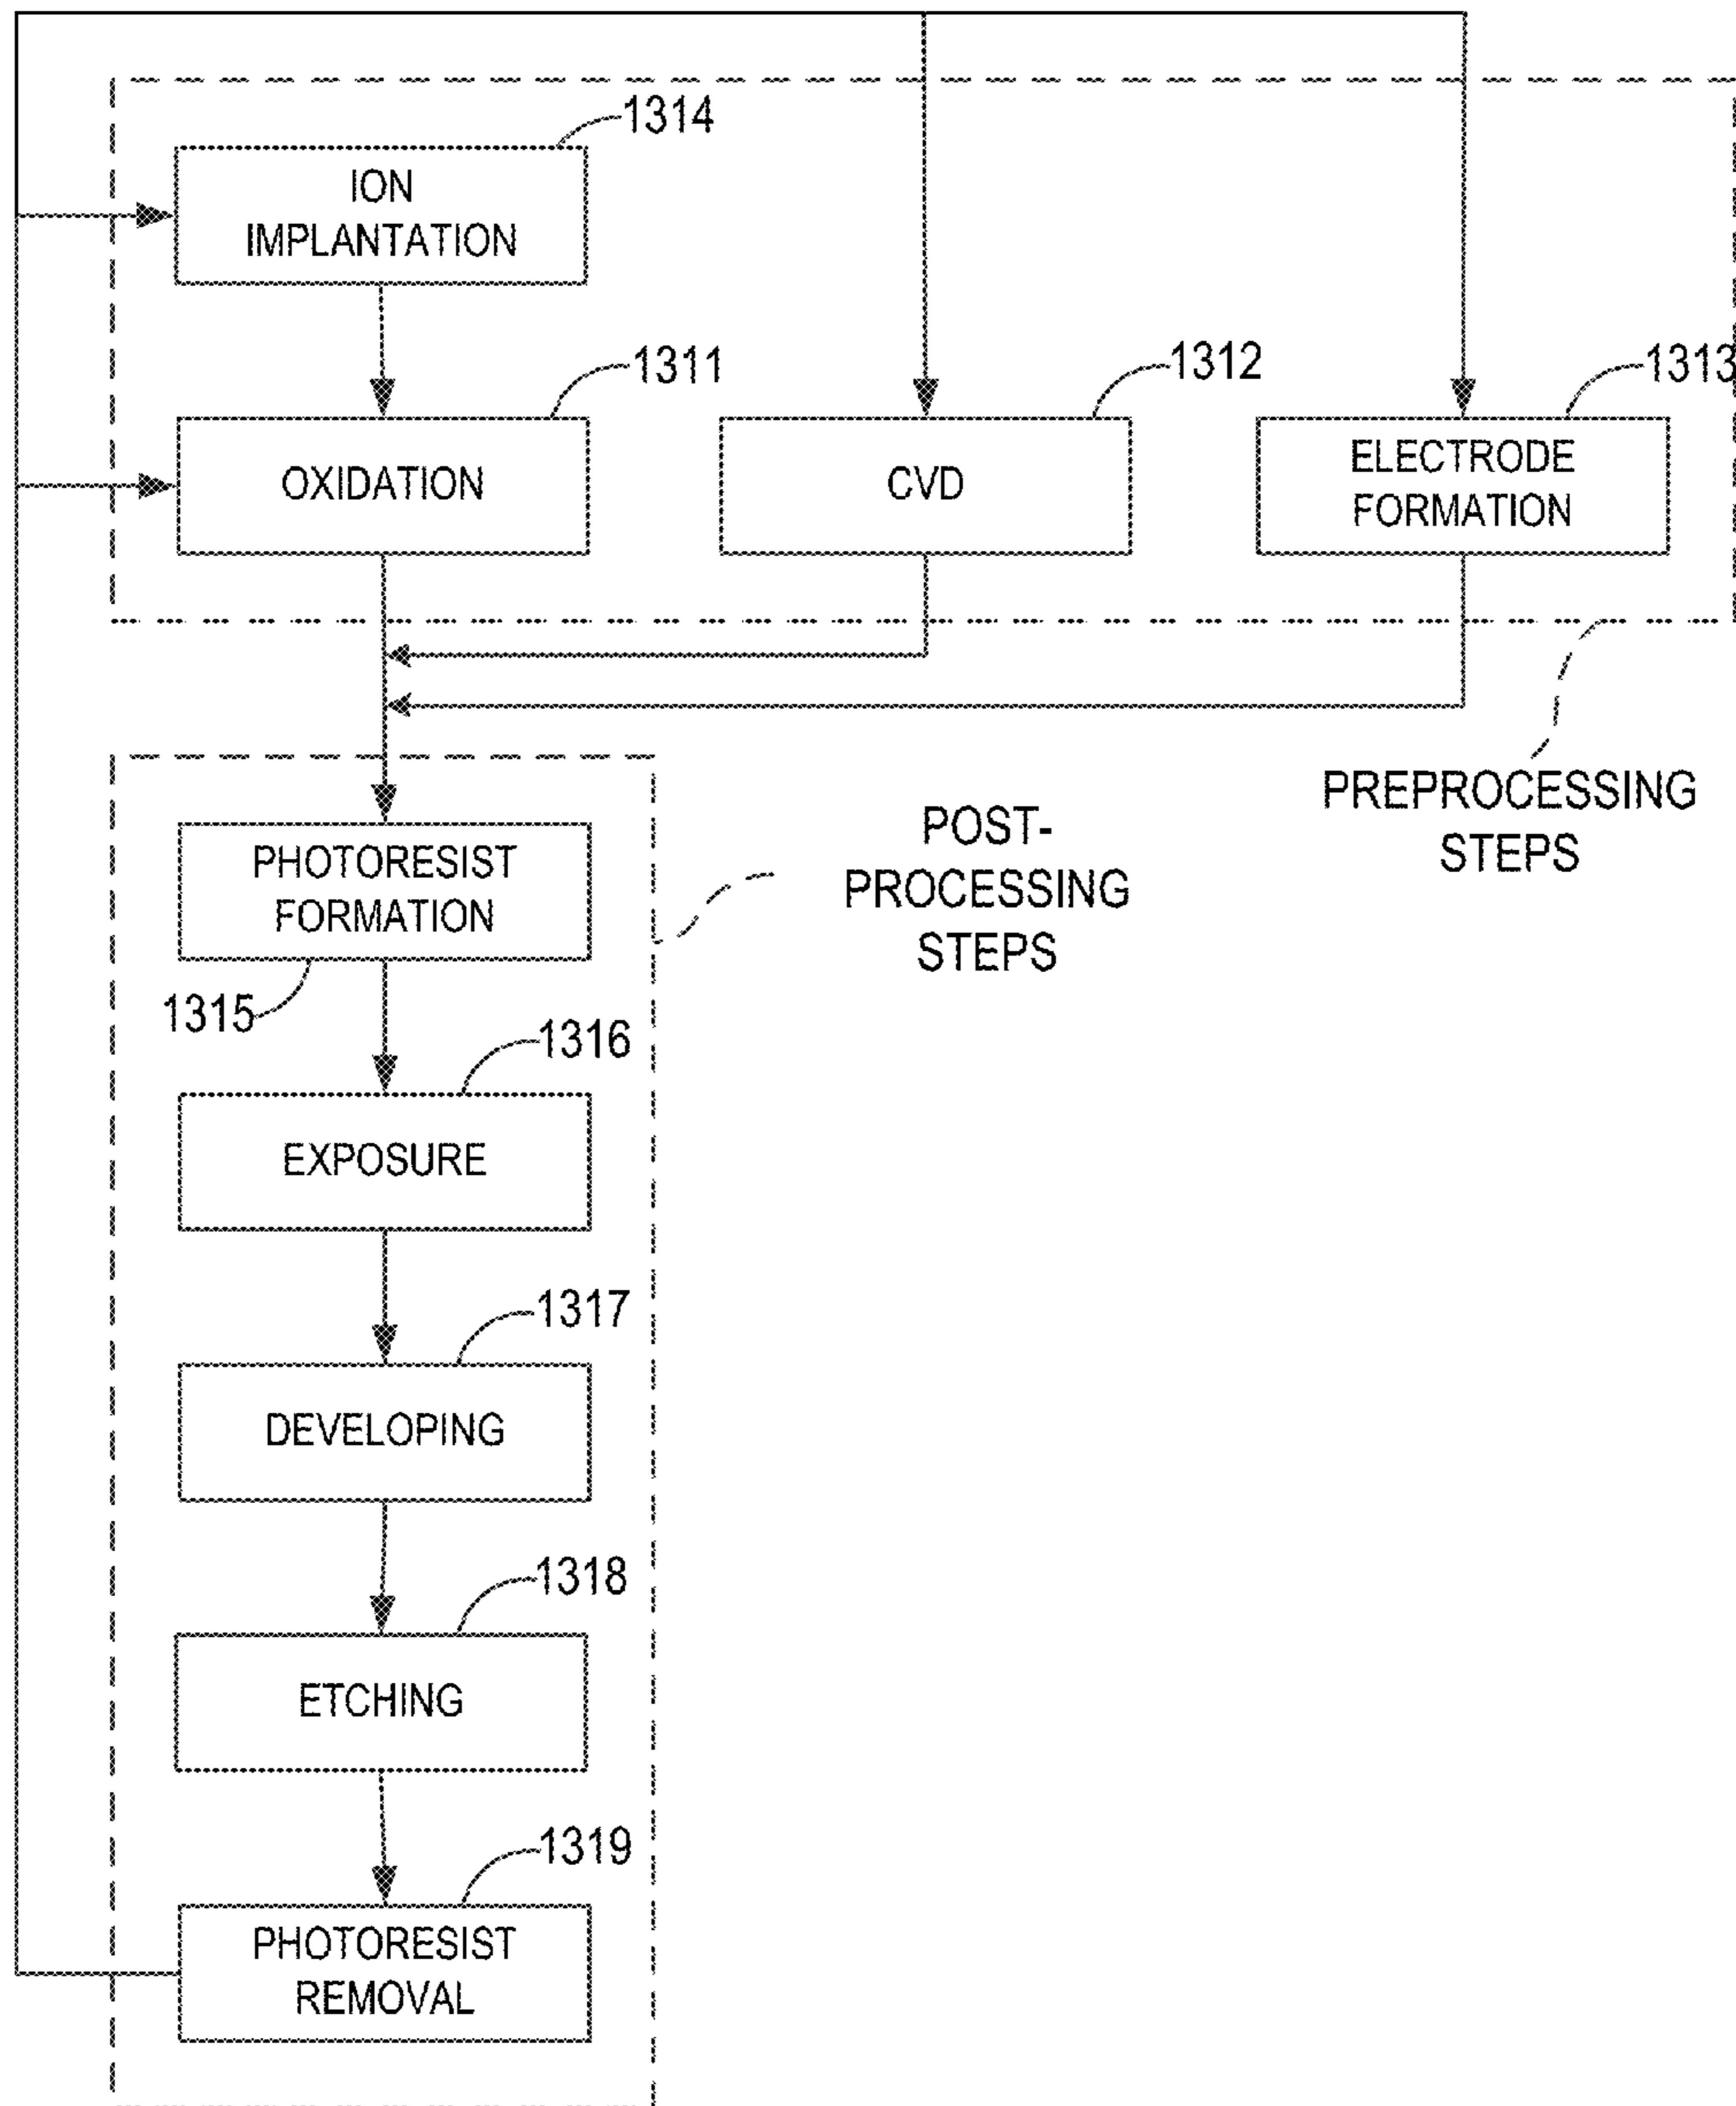 1314
ION
IMPLANTATION
1311
1312
1313
OXIDATION
CVD
ELECTRODE
FORMATION
PREPROCESSING
STEPS
POST-
PROCESSING
STEPS
PHOTORESIST
FORMATION
1315
1316
EXPOSURE
1317
DEVELOPING
1318
ETCHING
1319
PHOTORESIST
REMOVAL